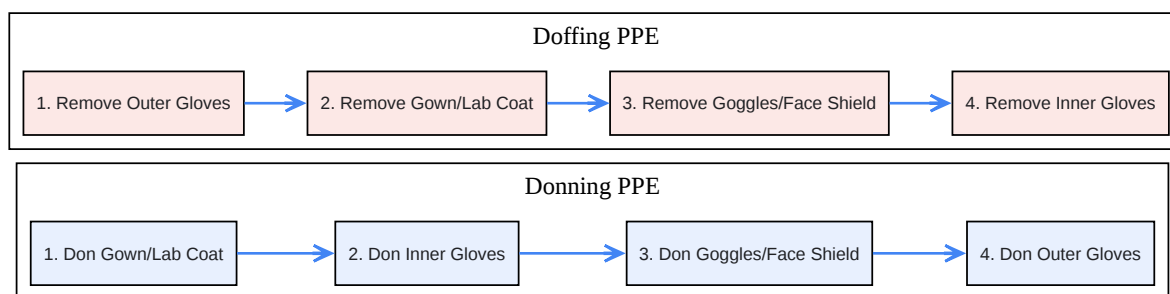 Doffing PPE
1. Remove Outer Gloves
2. Remove Gown/Lab Coat
3. Remove Goggles/Face Shield
4. Remove Inner Gloves
Donning PPE
1. Don Gown/Lab Coat
2. Don Inner Gloves
3. Don Goggles/Face Shield
4. Don Outer Gloves